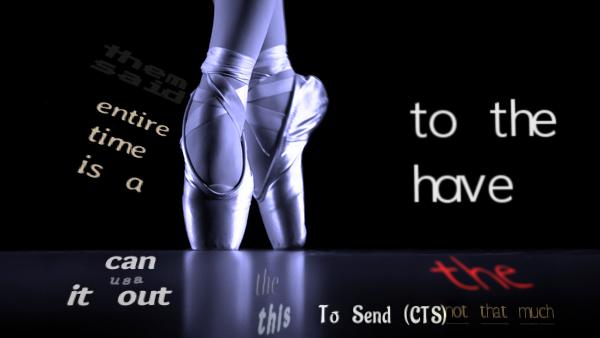 them
said
entire
time
is a
to the
have
can
usa
it out
the
this
To Send (CTS)
the
not that much